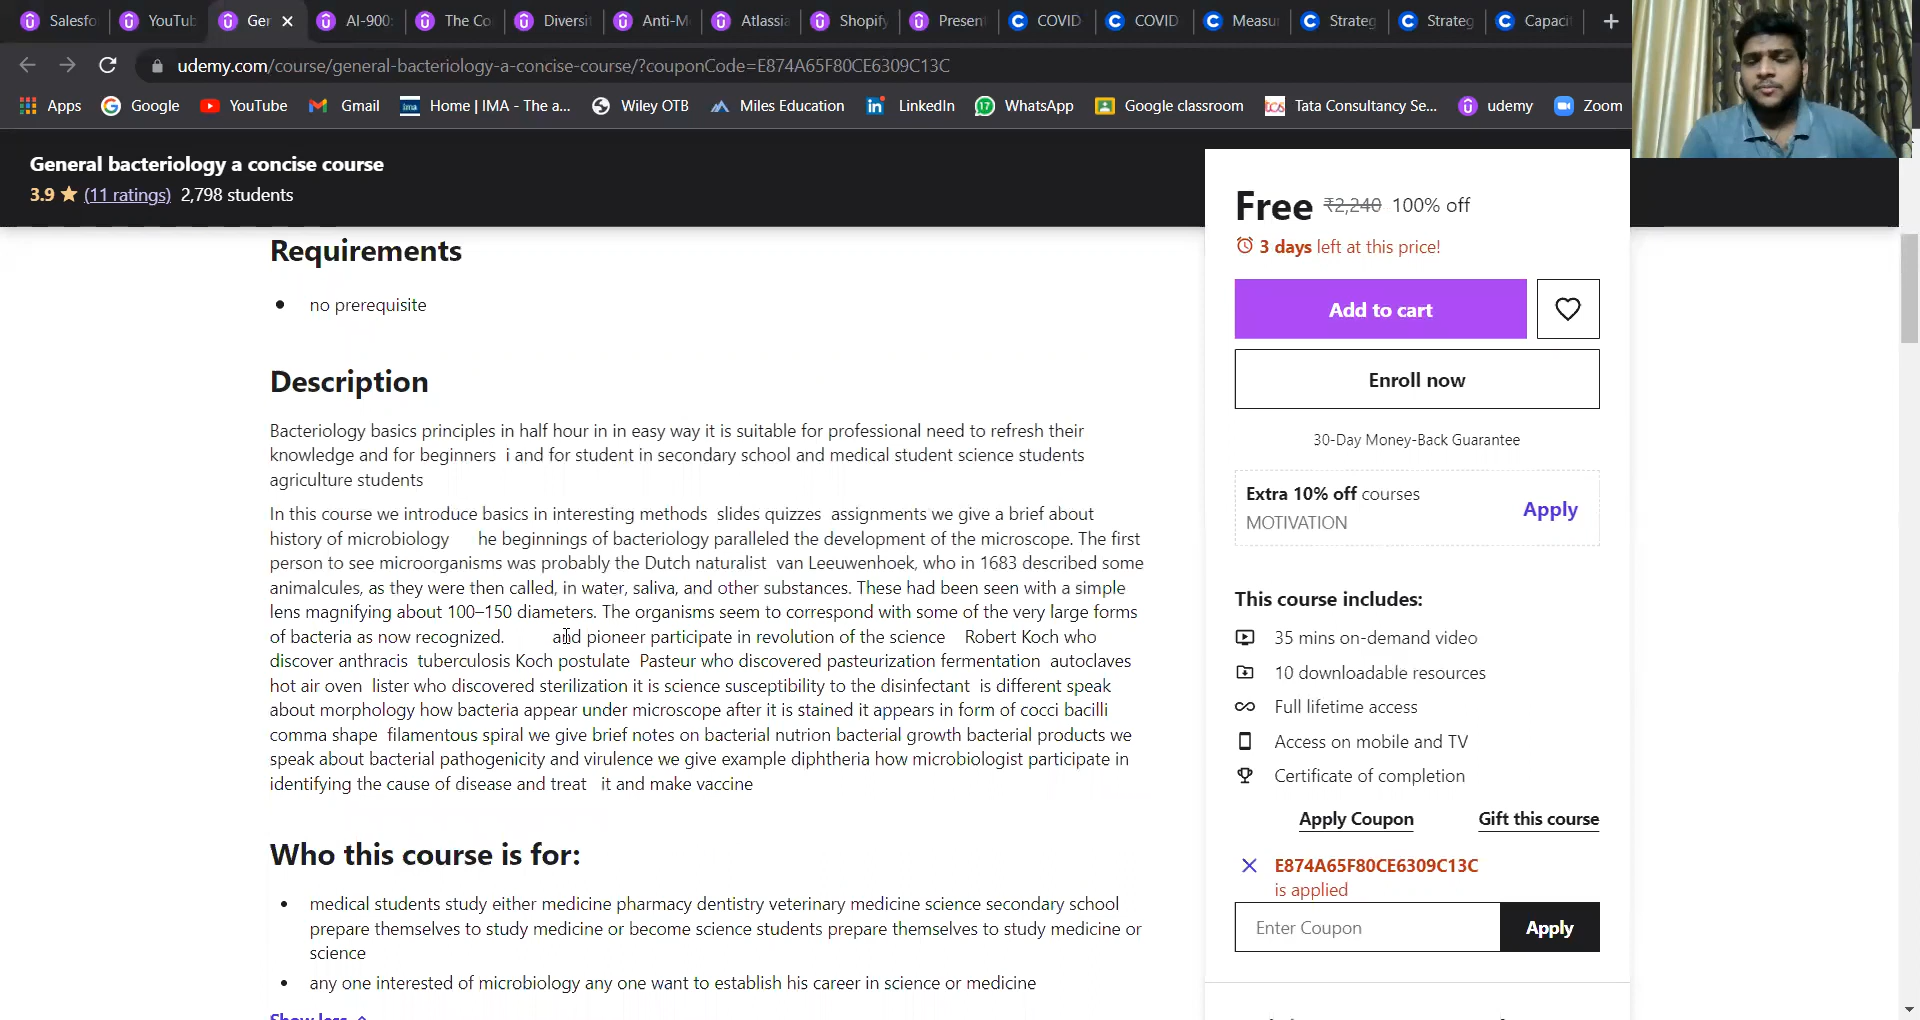 Salesfo
YouTub
Ger
AI-900:
The Co
Diversit
Anti-M
Atlassia
Shopify
Present
COVID
COVID
Measur
Strateg
Strateg
Capacit
udemy.com/course/general-bacteriology-a-concise-course/?couponCode=E874A65F80CE6309C13C
Apps
Google
YouTube
Gmail
Home | IMA - The a...
Wiley OTB
Miles Education
LinkedIn
WhatsApp
Google classroom
Tata Consultancy Se...
udemy
Zoom
General bacteriology a concise course
3.9 ★ (11 ratings) 2,798 students
Requirements
• no prerequisite
Description
Bacteriology basics principles in half hour in in easy way it is suitable for professional need to refresh their
knowledge and for beginners i and for student in secondary school and medical student science students
agriculture students
In this course we introduce basics in interesting methods slides quizzes assignments we give a brief about
history of microbiology he beginnings of bacteriology paralleled the development of the microscope. The first
person to see microorganisms was probably the Dutch naturalist van Leeuwenhoek, who in 1683 described some
animalcules, as they were then called, in water, saliva, and other substances. These had been seen with a simple
lens magnifying about 100–150 diameters. The organisms seem to correspond with some of the very large forms
of bacteria as now recognized. and pioneer participate in revolution of the science Robert Koch who
discover anthracis tuberculosis Koch postulate Pasteur who discovered pasteurization fermentation autoclaves
hot air oven lister who discovered sterilization it is science susceptibility to the disinfectant is different speak
about morphology how bacteria appear under microscope after it is stained it appears in form of cocci bacilli
comma shape filamentous spiral we give brief notes on bacterial nutrion bacterial growth bacterial products we
speak about bacterial pathogenicity and virulence we give example diphtheria how microbiologist participate in
identifying the cause of disease and treat it and make vaccine
Who this course is for:
• medical students study either medicine pharmacy dentistry veterinary medicine science secondary school
prepare themselves to study medicine or become science students prepare themselves to study medicine or
science
• any one interested of microbiology any one want to establish his career in science or medicine
Show less
Free ₹2,240 100% off
3 days left at this price!
Add to cart
Enroll now
30-Day Money-Back Guarantee
Extra 10% off courses
MOTIVATION
Apply
This course includes:
35 mins on-demand video
10 downloadable resources
Full lifetime access
Access on mobile and TV
Certificate of completion
Apply Coupon
Gift this course
E874A65F80CE6309C13C
is applied
Enter Coupon
Apply